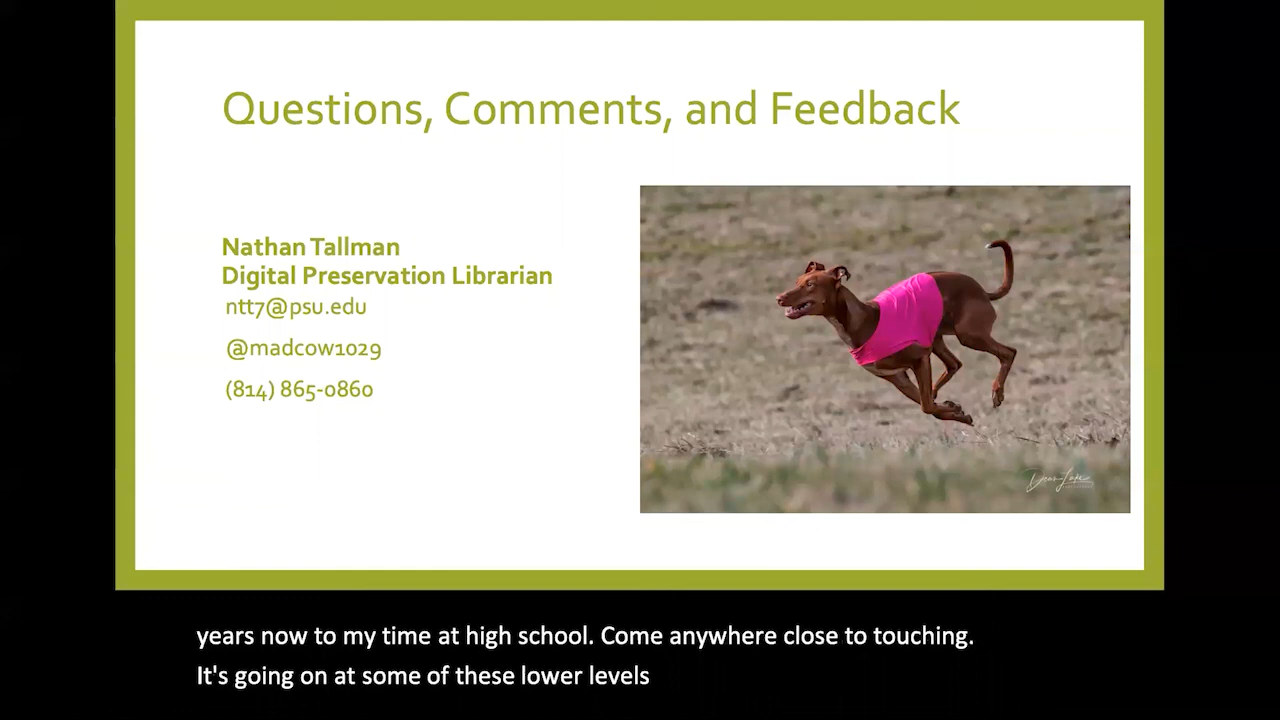 Questions, Comments, and Feedback
Nathan Tallman
Digital Preservation Librarian
ntt7@psu.edu
@madcow1029
(814) 865-0860
years now to my time at high school. Come anywhere close to touching.
It's going on at some of these lower levels